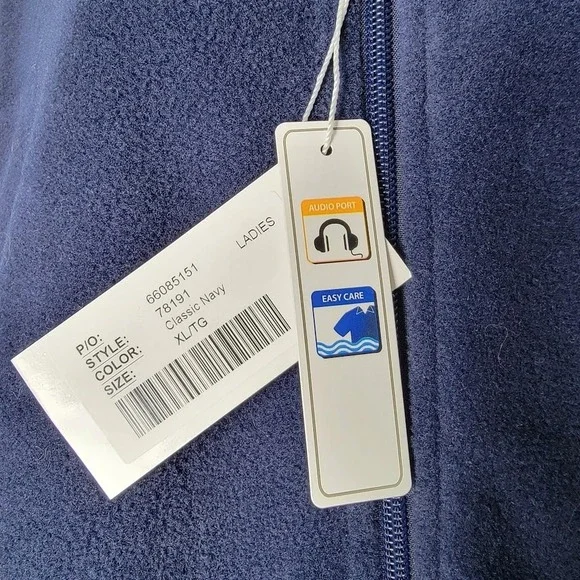 LADIES
P/O: 66085151
STYLE: 78191
COLOR: Classic Navy
SIZE: XL/TG
AUDIO PORT
EASY CARE